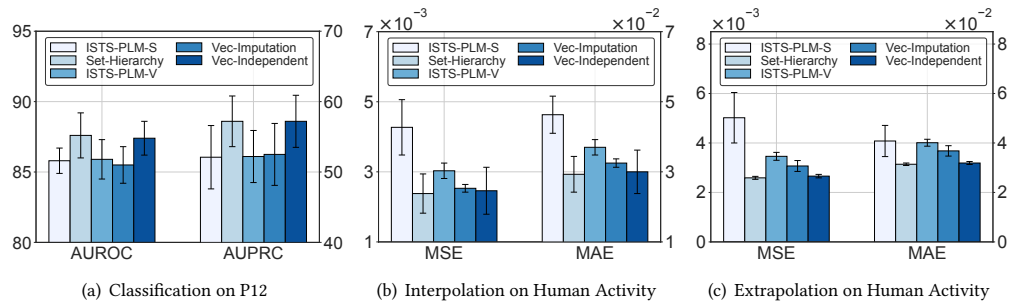 95
90
85
80
70
60
50
40
ISTS-PLM-S
Set-Hierarchy
ISTS-PLM-V
Vec-Imputation
Vec-Independent
AUROC
AUPRC
(a) Classification on P12
×10⁻³
×10⁻²
7
5
3
1
7
5
3
1
ISTS-PLM-S
Set-Hierarchy
ISTS-PLM-V
Vec-Imputation
Vec-Independent
MSE
MAE
(b) Interpolation on Human Activity
×10⁻³
×10⁻²
8
6
4
2
0
8
6
4
2
0
ISTS-PLM-S
Set-Hierarchy
ISTS-PLM-V
Vec-Imputation
Vec-Independent
MSE
MAE
(c) Extrapolation on Human Activity